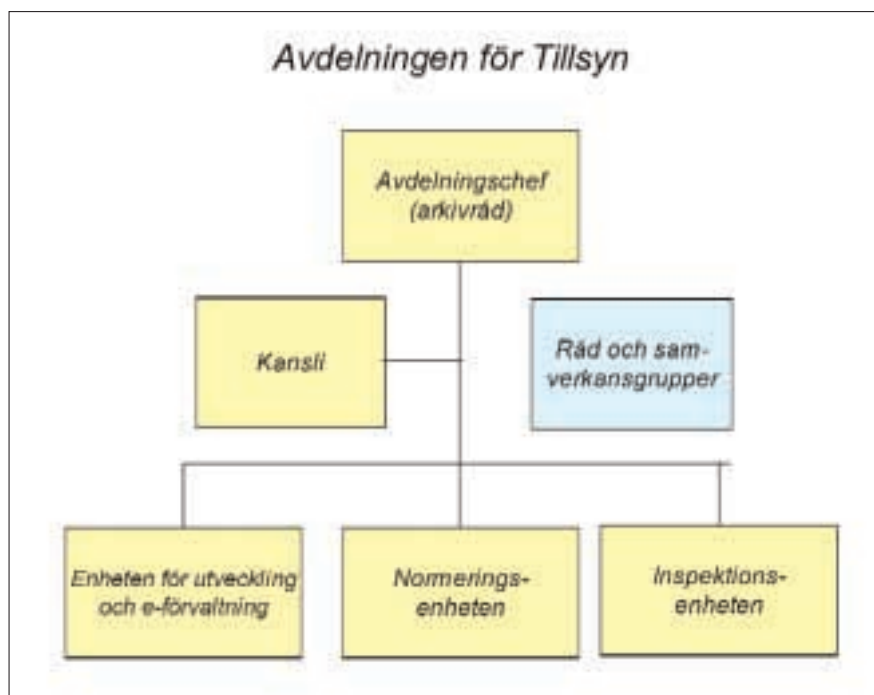 Avdelningen för Tillsyn
Avdelningschef
(arkivråd)
Kansli
Råd och sam-
verkansgrupper
Enheten för utveckling
och e-förvaltning
Normerings-
enheten
Inspektions-
enheten